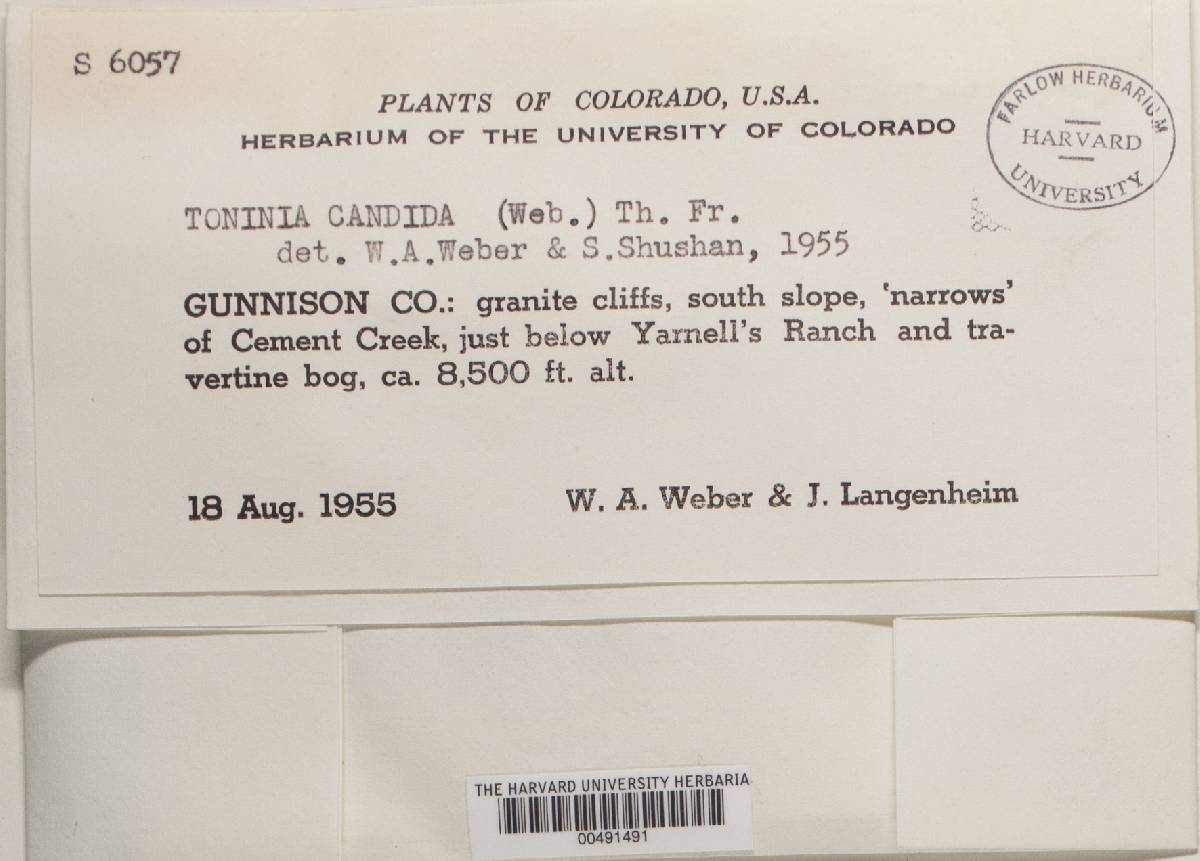 S 6057
PLANTS OF COLORADO, U.S.A.
HERBARIUM OF THE UNIVERSITY OF COLORADO
FARLOW HERBARIUM
HARVARD
UNIVERSITY
TONINIA CANDIDA (Web.) Th. Fr.
det. W.A.Weber & S.Shushan, 1955
GUNNISON CO.: granite cliffs, south slope, 'narrows'
of Cement Creek, just below Yarnell's Ranch and tra-
vertine bog, ca. 8,500 ft. alt.
18 Aug. 1955 W. A. Weber & J. Langenheim
THE HARVARD UNIVERSITY HERBARIA
00491491